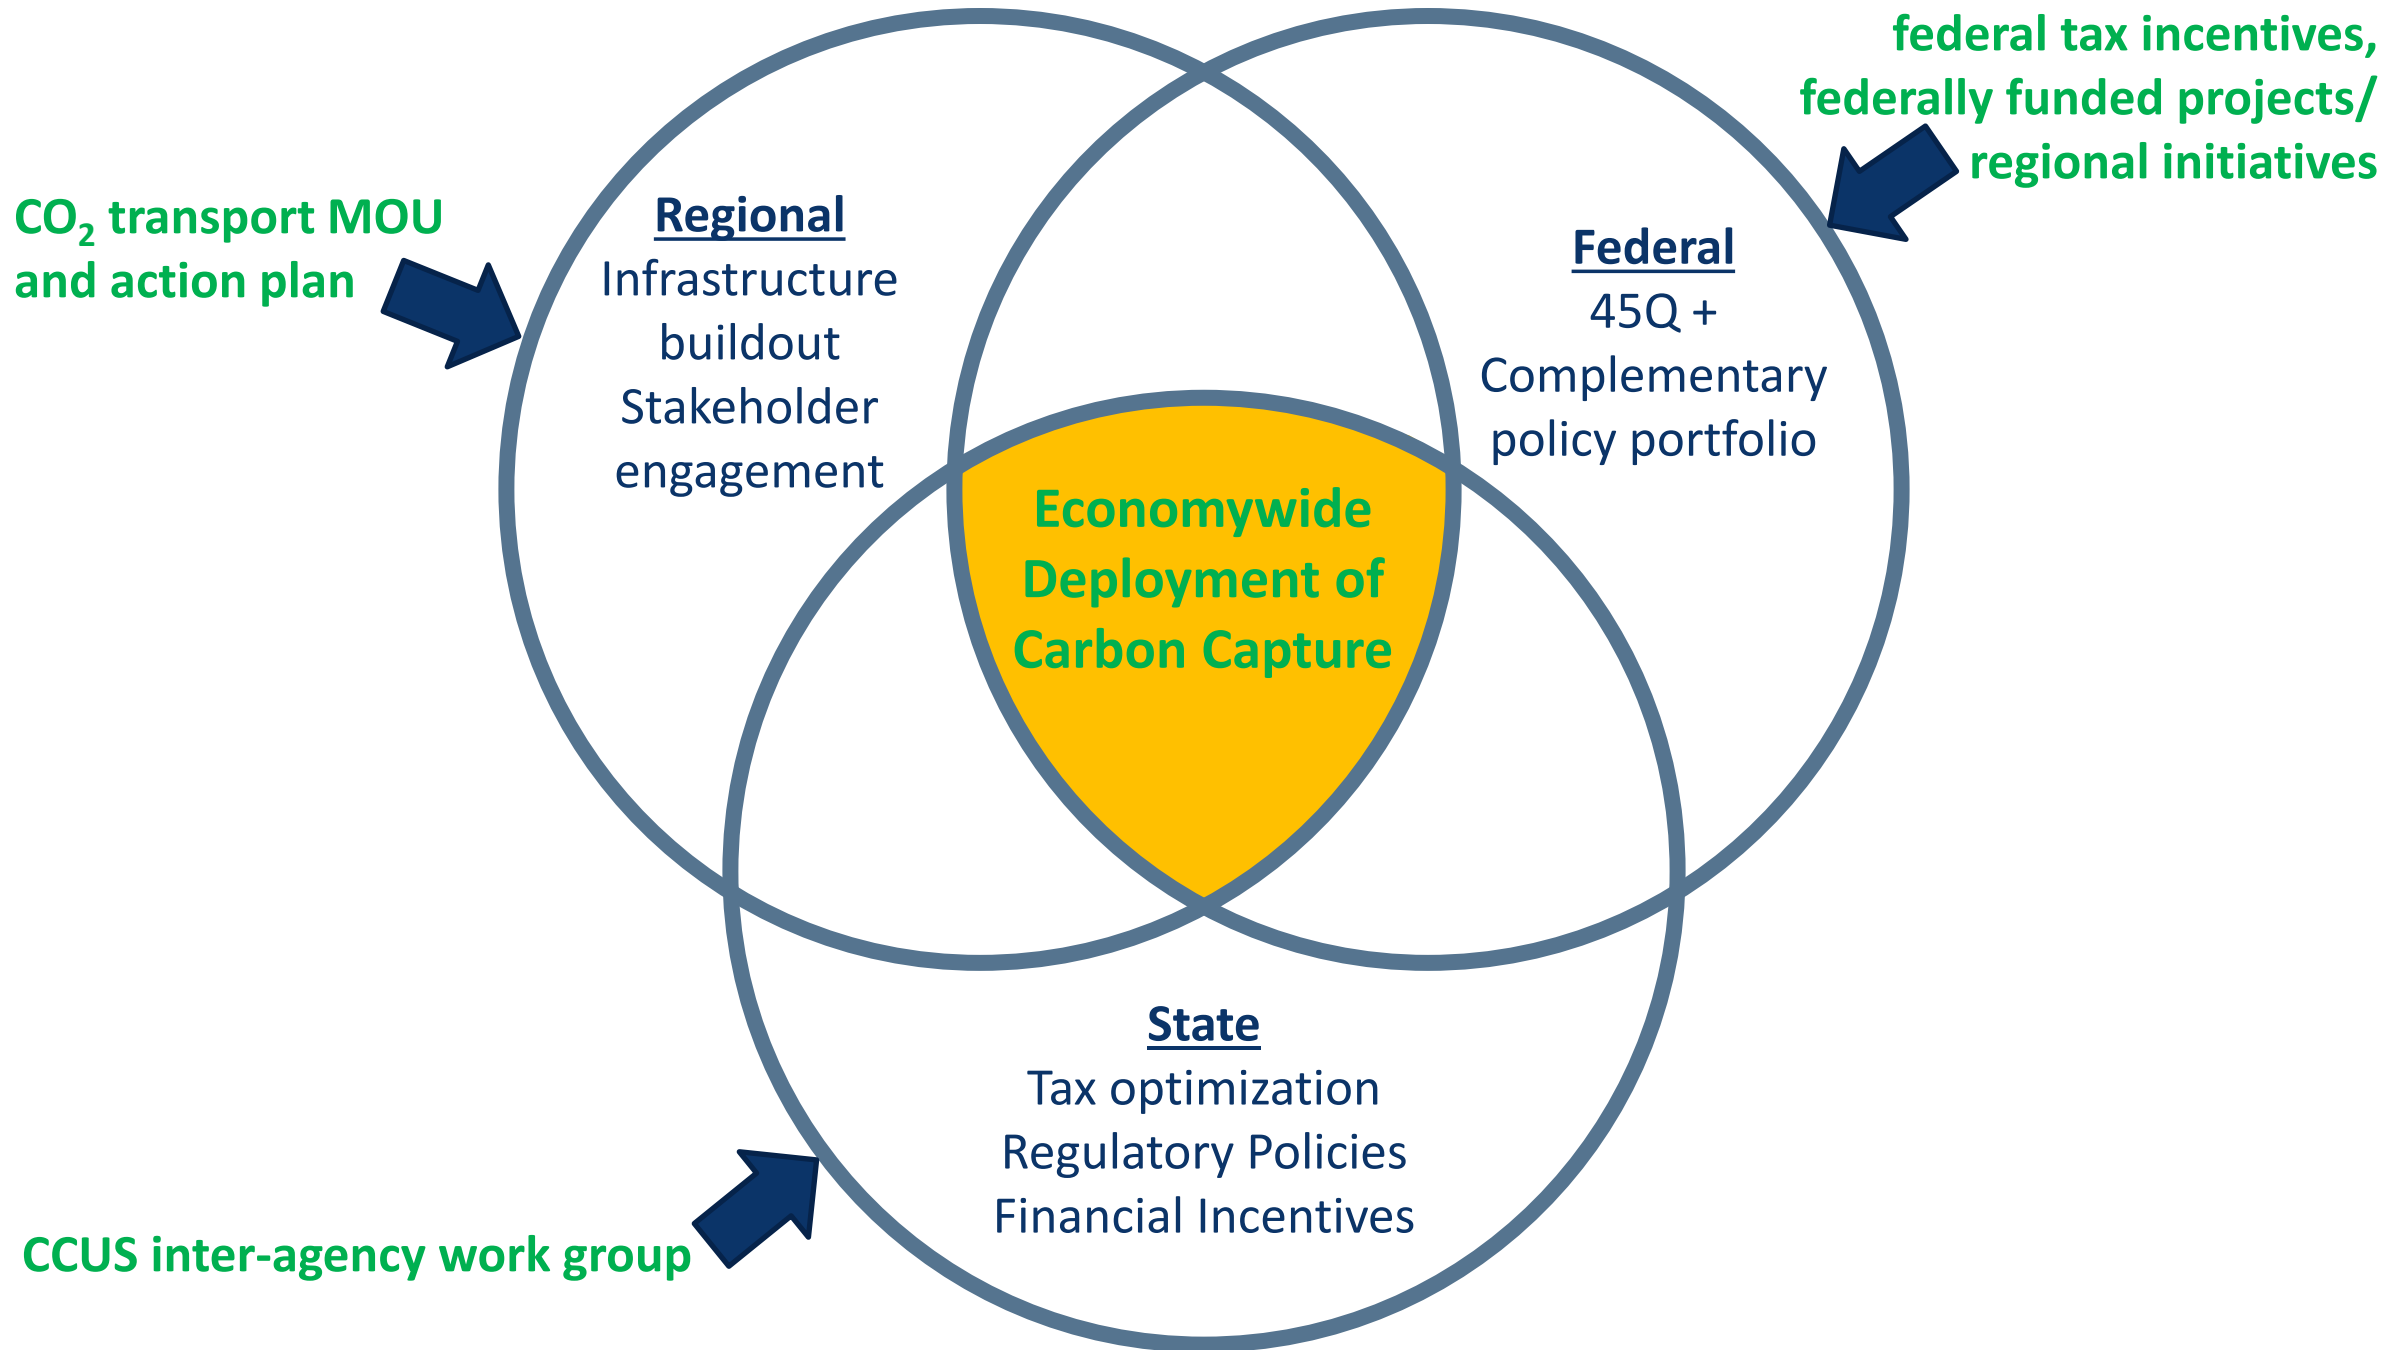 federal tax incentives,
federally funded projects/
regional initiatives
CO₂ transport MOU
and action plan
Regional
Infrastructure
buildout
Stakeholder
engagement
Federal
45Q +
Complementary
policy portfolio
Economywide
Deployment of
Carbon Capture
State
Tax optimization
Regulatory Policies
Financial Incentives
CCUS inter-agency work group